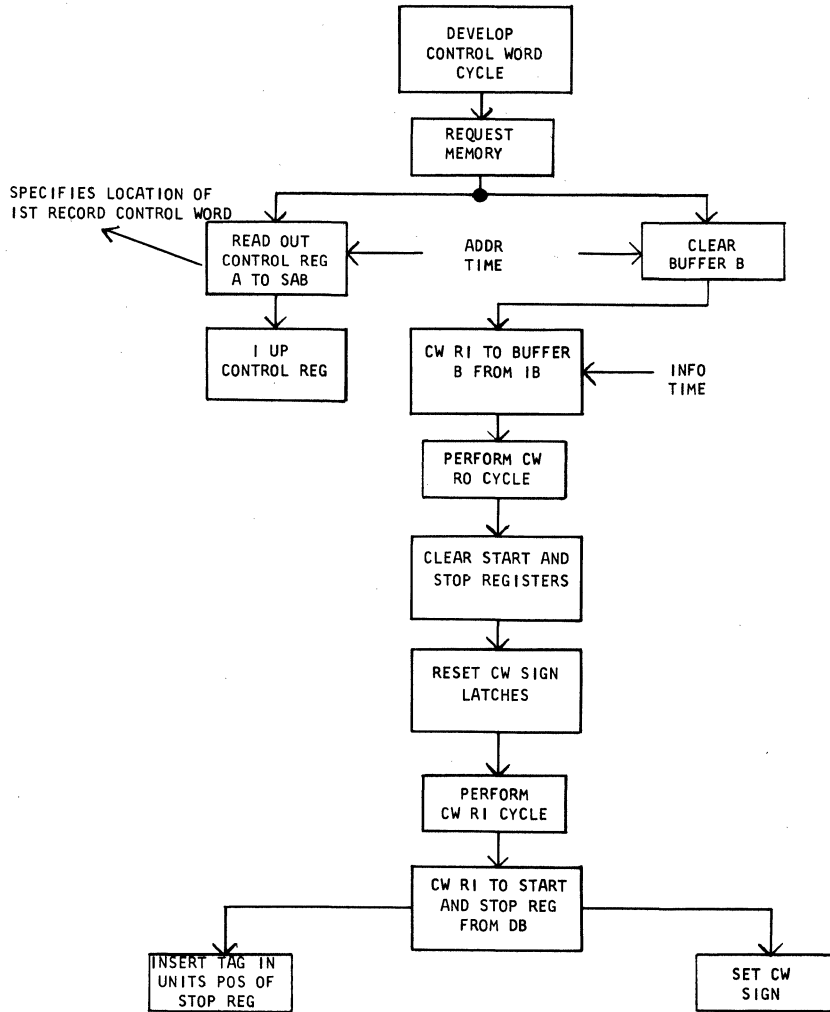 DEVELOP
CONTROL WORD
CYCLE
REQUEST
MEMORY
SPECIFIES LOCATION OF
1ST RECORD CONTROL WORD
READ OUT
CONTROL REG
A TO SAB
ADDR
TIME
CLEAR
BUFFER B
1 UP
CONTROL REG
CW RI TO BUFFER
B FROM IB
INFO
TIME
PERFORM CW
RO CYCLE
CLEAR START AND
STOP REGISTERS
RESET CW SIGN
LATCHES
PERFORM
CW RI CYCLE
CW RI TO START
AND STOP REG
FROM DB
INSERT TAG IN
UNITS POS OF
STOP REG
SET CW
SIGN